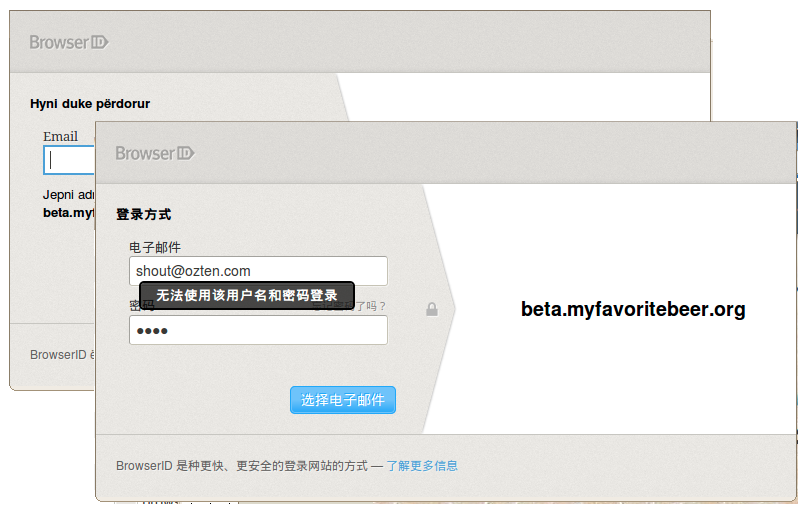 BrowserID
Hyni duke përdorur
Email
Jepni
beta.myf
BrowserID
BrowserID
登录方式
电子邮件
shout@ozten.com
无法使用该用户名和密码登录
密码
了吗？
选择电子邮件
beta.myfavoritebeer.org
BrowserID 是种更快、更安全的登录网站的方式 — 了解更多信息